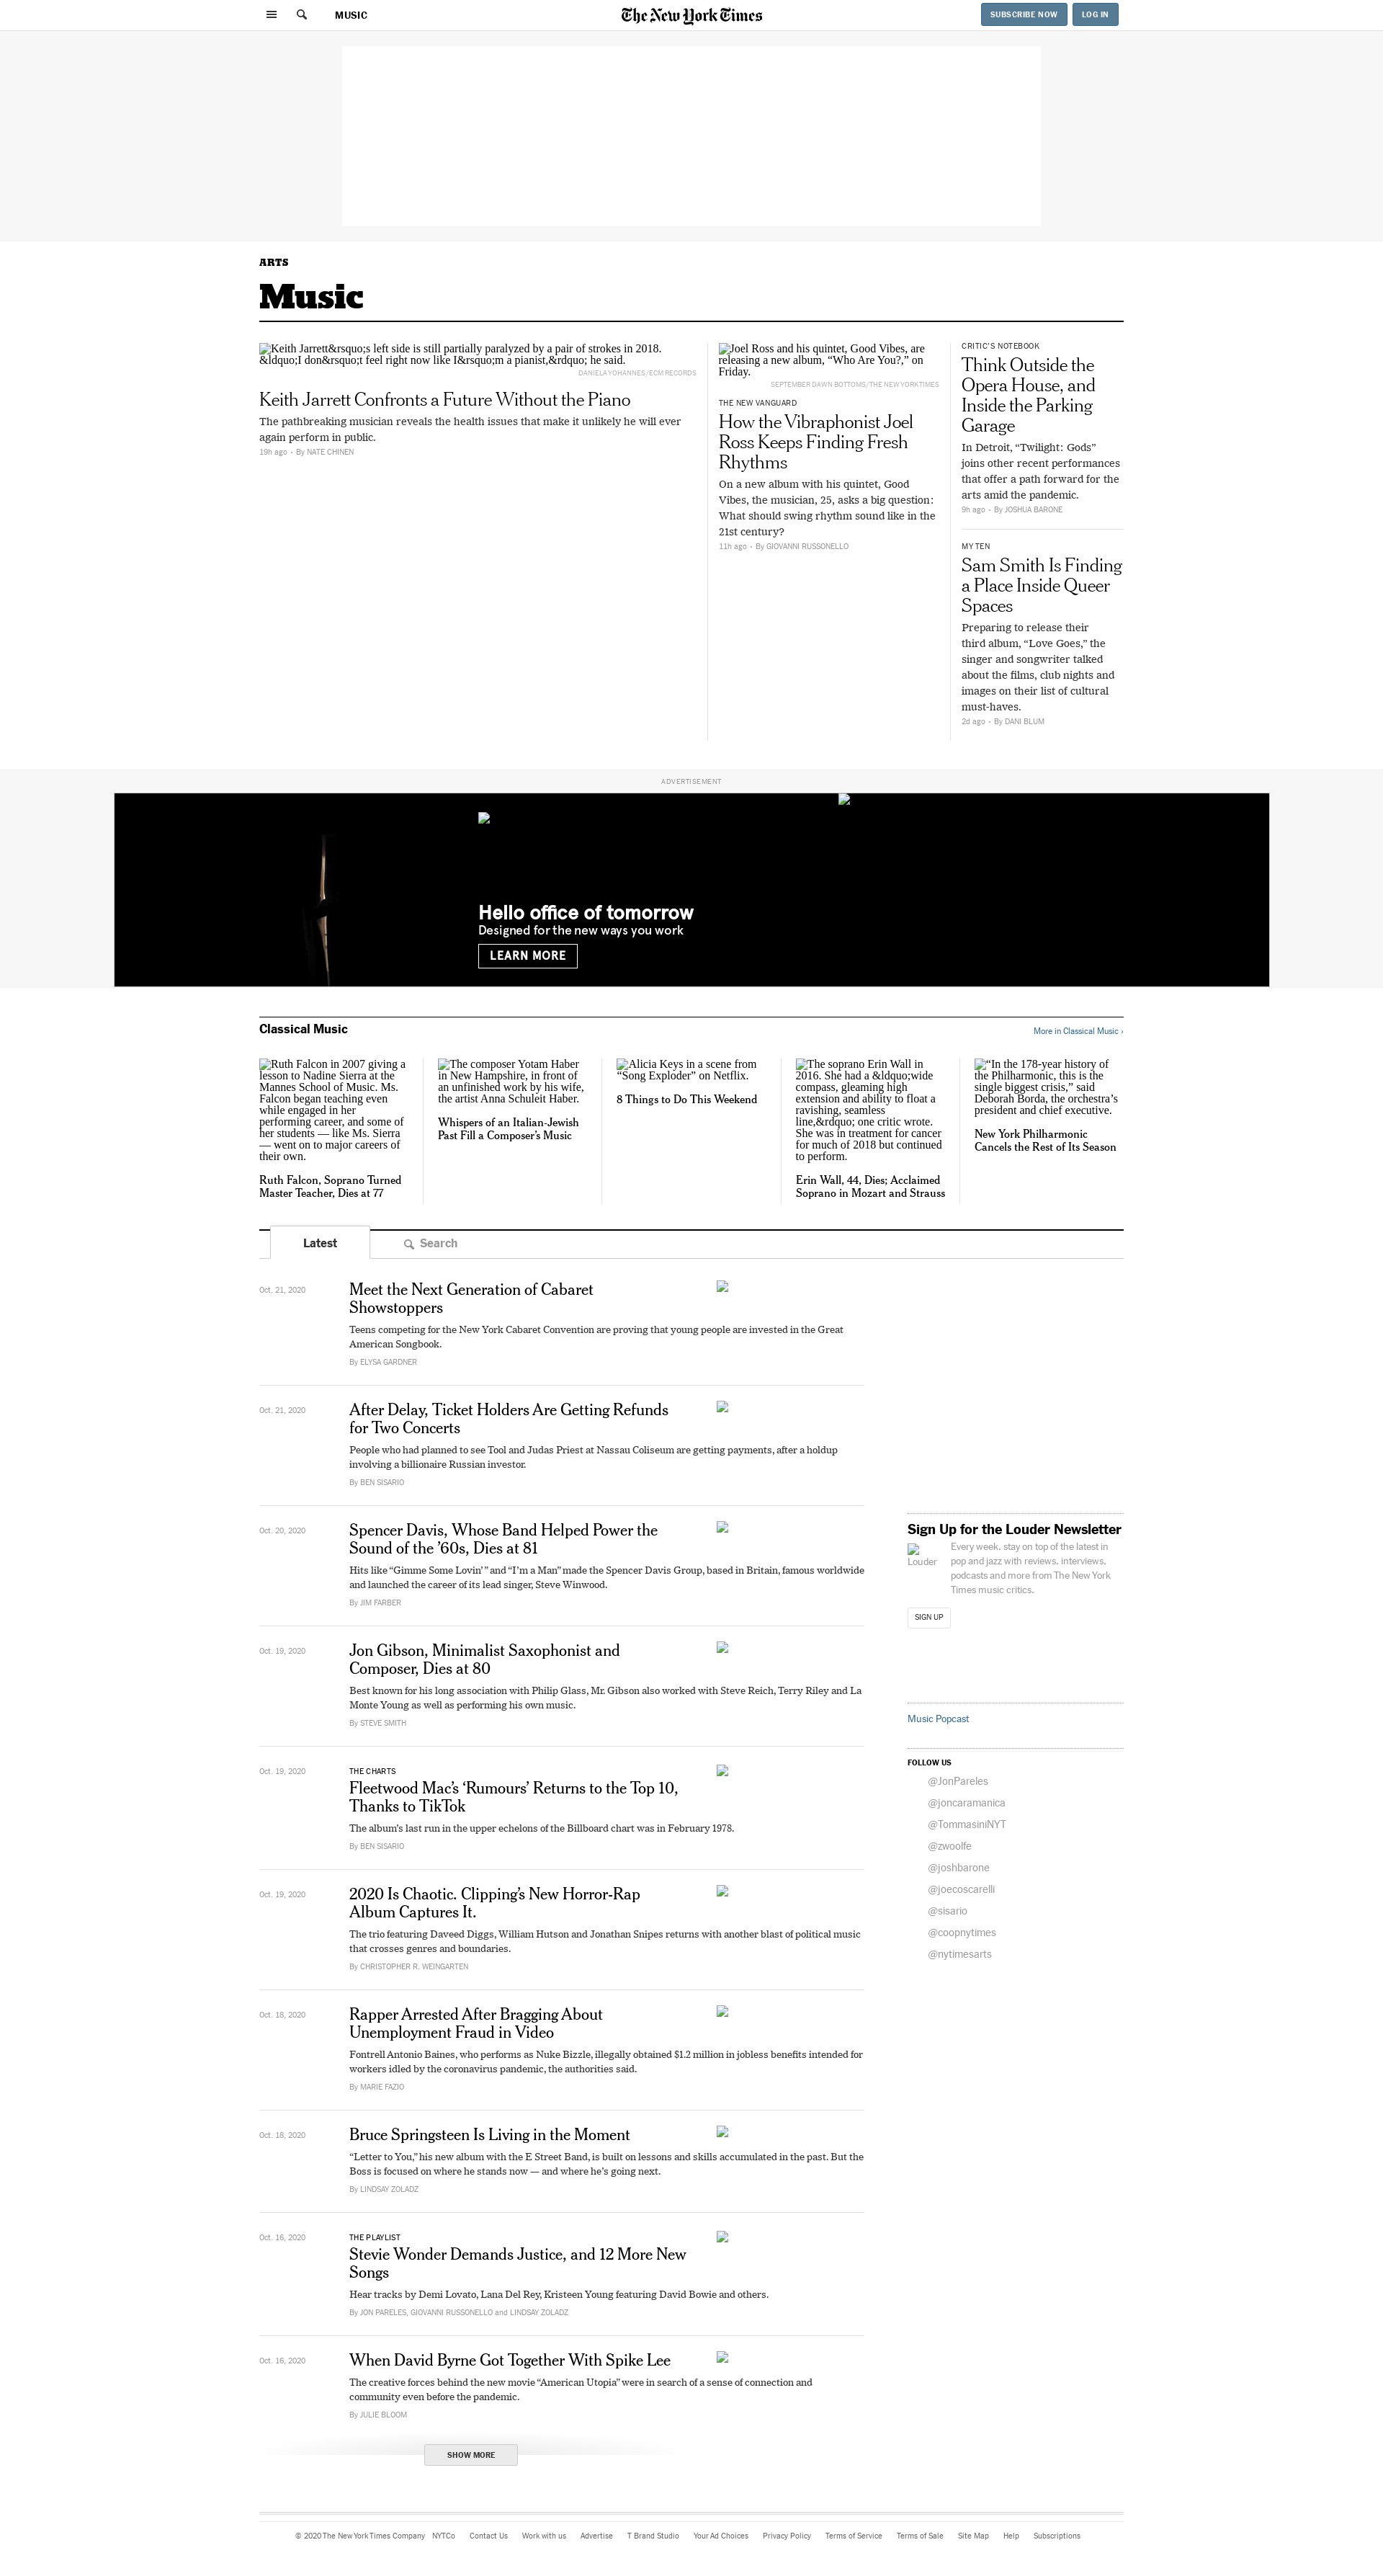 MUSIC
The New York Times
SUBSCRIBE NOW
LOG IN
ARTS
Music
Keith Jarrett&rsquo;s left side is still partially paralyzed by a pair of strokes in 2018.
&ldquo;I don&rsquo;t feel right now like I&rsquo;m a pianist,&rdquo; he said.
DANIELA YOHANNES/ECM RECORDS
Keith Jarrett Confronts a Future Without the Piano
The pathbreaking musician reveals the health issues that make it unlikely he will ever
again perform in public.
19h ago • By NATE CHINEN
Joel Ross and his quintet, Good Vibes, are
releasing a new album, “Who Are You?,” on
Friday.
SEPTEMBER DAWN BOTTOMS/THE NEW YORK TIMES
THE NEW VANGUARD
How the Vibraphonist Joel
Ross Keeps Finding Fresh
Rhythms
On a new album with his quintet, Good
Vibes, the musician, 25, asks a big question:
What should swing rhythm sound like in the
21st century?
11h ago • By GIOVANNI RUSSONELLO
CRITIC’S NOTEBOOK
Think Outside the
Opera House, and
Inside the Parking
Garage
In Detroit, “Twilight: Gods”
joins other recent performances
that offer a path forward for the
arts amid the pandemic.
9h ago • By JOSHUA BARONE
MY TEN
Sam Smith Is Finding
a Place Inside Queer
Spaces
Preparing to release their
third album, “Love Goes,” the
singer and songwriter talked
about the films, club nights and
images on their list of cultural
must-haves.
2d ago • By DANI BLUM
ADVERTISEMENT
Hello office of tomorrow
Designed for the new ways you work
LEARN MORE
Classical Music
More in Classical Music ›
Ruth Falcon in 2007 giving a
lesson to Nadine Sierra at the
Mannes School of Music. Ms.
Falcon began teaching even
while engaged in her
performing career, and some of
her students — like Ms. Sierra
— went on to major careers of
their own.
Ruth Falcon, Soprano Turned
Master Teacher, Dies at 77
The composer Yotam Haber
in New Hampshire, in front of
an unfinished work by his wife,
the artist Anna Schuleit Haber.
Whispers of an Italian-Jewish
Past Fill a Composer’s Music
Alicia Keys in a scene from
“Song Exploder” on Netflix.
8 Things to Do This Weekend
The soprano Erin Wall in
2016. She had a &ldquo;wide
compass, gleaming high
extension and ability to float a
ravishing, seamless
line,&rdquo; one critic wrote.
She was in treatment for cancer
for much of 2018 but continued
to perform.
Erin Wall, 44, Dies; Acclaimed
Soprano in Mozart and Strauss
“In the 178-year history of
the Philharmonic, this is the
single biggest crisis,” said
Deborah Borda, the orchestra’s
president and chief executive.
New York Philharmonic
Cancels the Rest of Its Season
Latest
Search
Oct. 21, 2020
Meet the Next Generation of Cabaret
Showstoppers
Teens competing for the New York Cabaret Convention are proving that young people are invested in the Great
American Songbook.
By ELYSA GARDNER
Oct. 21, 2020
After Delay, Ticket Holders Are Getting Refunds
for Two Concerts
People who had planned to see Tool and Judas Priest at Nassau Coliseum are getting payments, after a holdup
involving a billionaire Russian investor.
By BEN SISARIO
Oct. 20, 2020
Spencer Davis, Whose Band Helped Power the
Sound of the ’60s, Dies at 81
Hits like “Gimme Some Lovin’ ” and “I’m a Man” made the Spencer Davis Group, based in Britain, famous worldwide
and launched the career of its lead singer, Steve Winwood.
By JIM FARBER
Oct. 19, 2020
Jon Gibson, Minimalist Saxophonist and
Composer, Dies at 80
Best known for his long association with Philip Glass, Mr. Gibson also worked with Steve Reich, Terry Riley and La
Monte Young as well as performing his own music.
By STEVE SMITH
Oct. 19, 2020
THE CHARTS
Fleetwood Mac’s ‘Rumours’ Returns to the Top 10,
Thanks to TikTok
The album’s last run in the upper echelons of the Billboard chart was in February 1978.
By BEN SISARIO
Oct. 19, 2020
2020 Is Chaotic. Clipping’s New Horror-Rap
Album Captures It.
The trio featuring Daveed Diggs, William Hutson and Jonathan Snipes returns with another blast of political music
that crosses genres and boundaries.
By CHRISTOPHER R. WEINGARTEN
Oct. 18, 2020
Rapper Arrested After Bragging About
Unemployment Fraud in Video
Fontrell Antonio Baines, who performs as Nuke Bizzle, illegally obtained $1.2 million in jobless benefits intended for
workers idled by the coronavirus pandemic, the authorities said.
By MARIE FAZIO
Oct. 18, 2020
Bruce Springsteen Is Living in the Moment
“Letter to You,” his new album with the E Street Band, is built on lessons and skills accumulated in the past. But the
Boss is focused on where he stands now — and where he’s going next.
By LINDSAY ZOLADZ
Oct. 16, 2020
THE PLAYLIST
Stevie Wonder Demands Justice, and 12 More New
Songs
Hear tracks by Demi Lovato, Lana Del Rey, Kristeen Young featuring David Bowie and others.
By JON PARELES, GIOVANNI RUSSONELLO and LINDSAY ZOLADZ
Oct. 16, 2020
When David Byrne Got Together With Spike Lee
The creative forces behind the new movie “American Utopia” were in search of a sense of connection and
community even before the pandemic.
By JULIE BLOOM
SHOW MORE
Sign Up for the Louder Newsletter
Louder
Every week, stay on top of the latest in
pop and jazz with reviews, interviews,
podcasts and more from The New York
Times music critics.
SIGN UP
Music Popcast
FOLLOW US
@JonPareles
@joncaramanica
@TommasiniNYT
@zwoolfe
@joshbarone
@joecoscarelli
@sisario
@coopnytimes
@nytimesarts
© 2020 The New York Times Company NYTCo Contact Us Work with us Advertise T Brand Studio Your Ad Choices Privacy Policy Terms of Service Terms of Sale Site Map Help Subscriptions